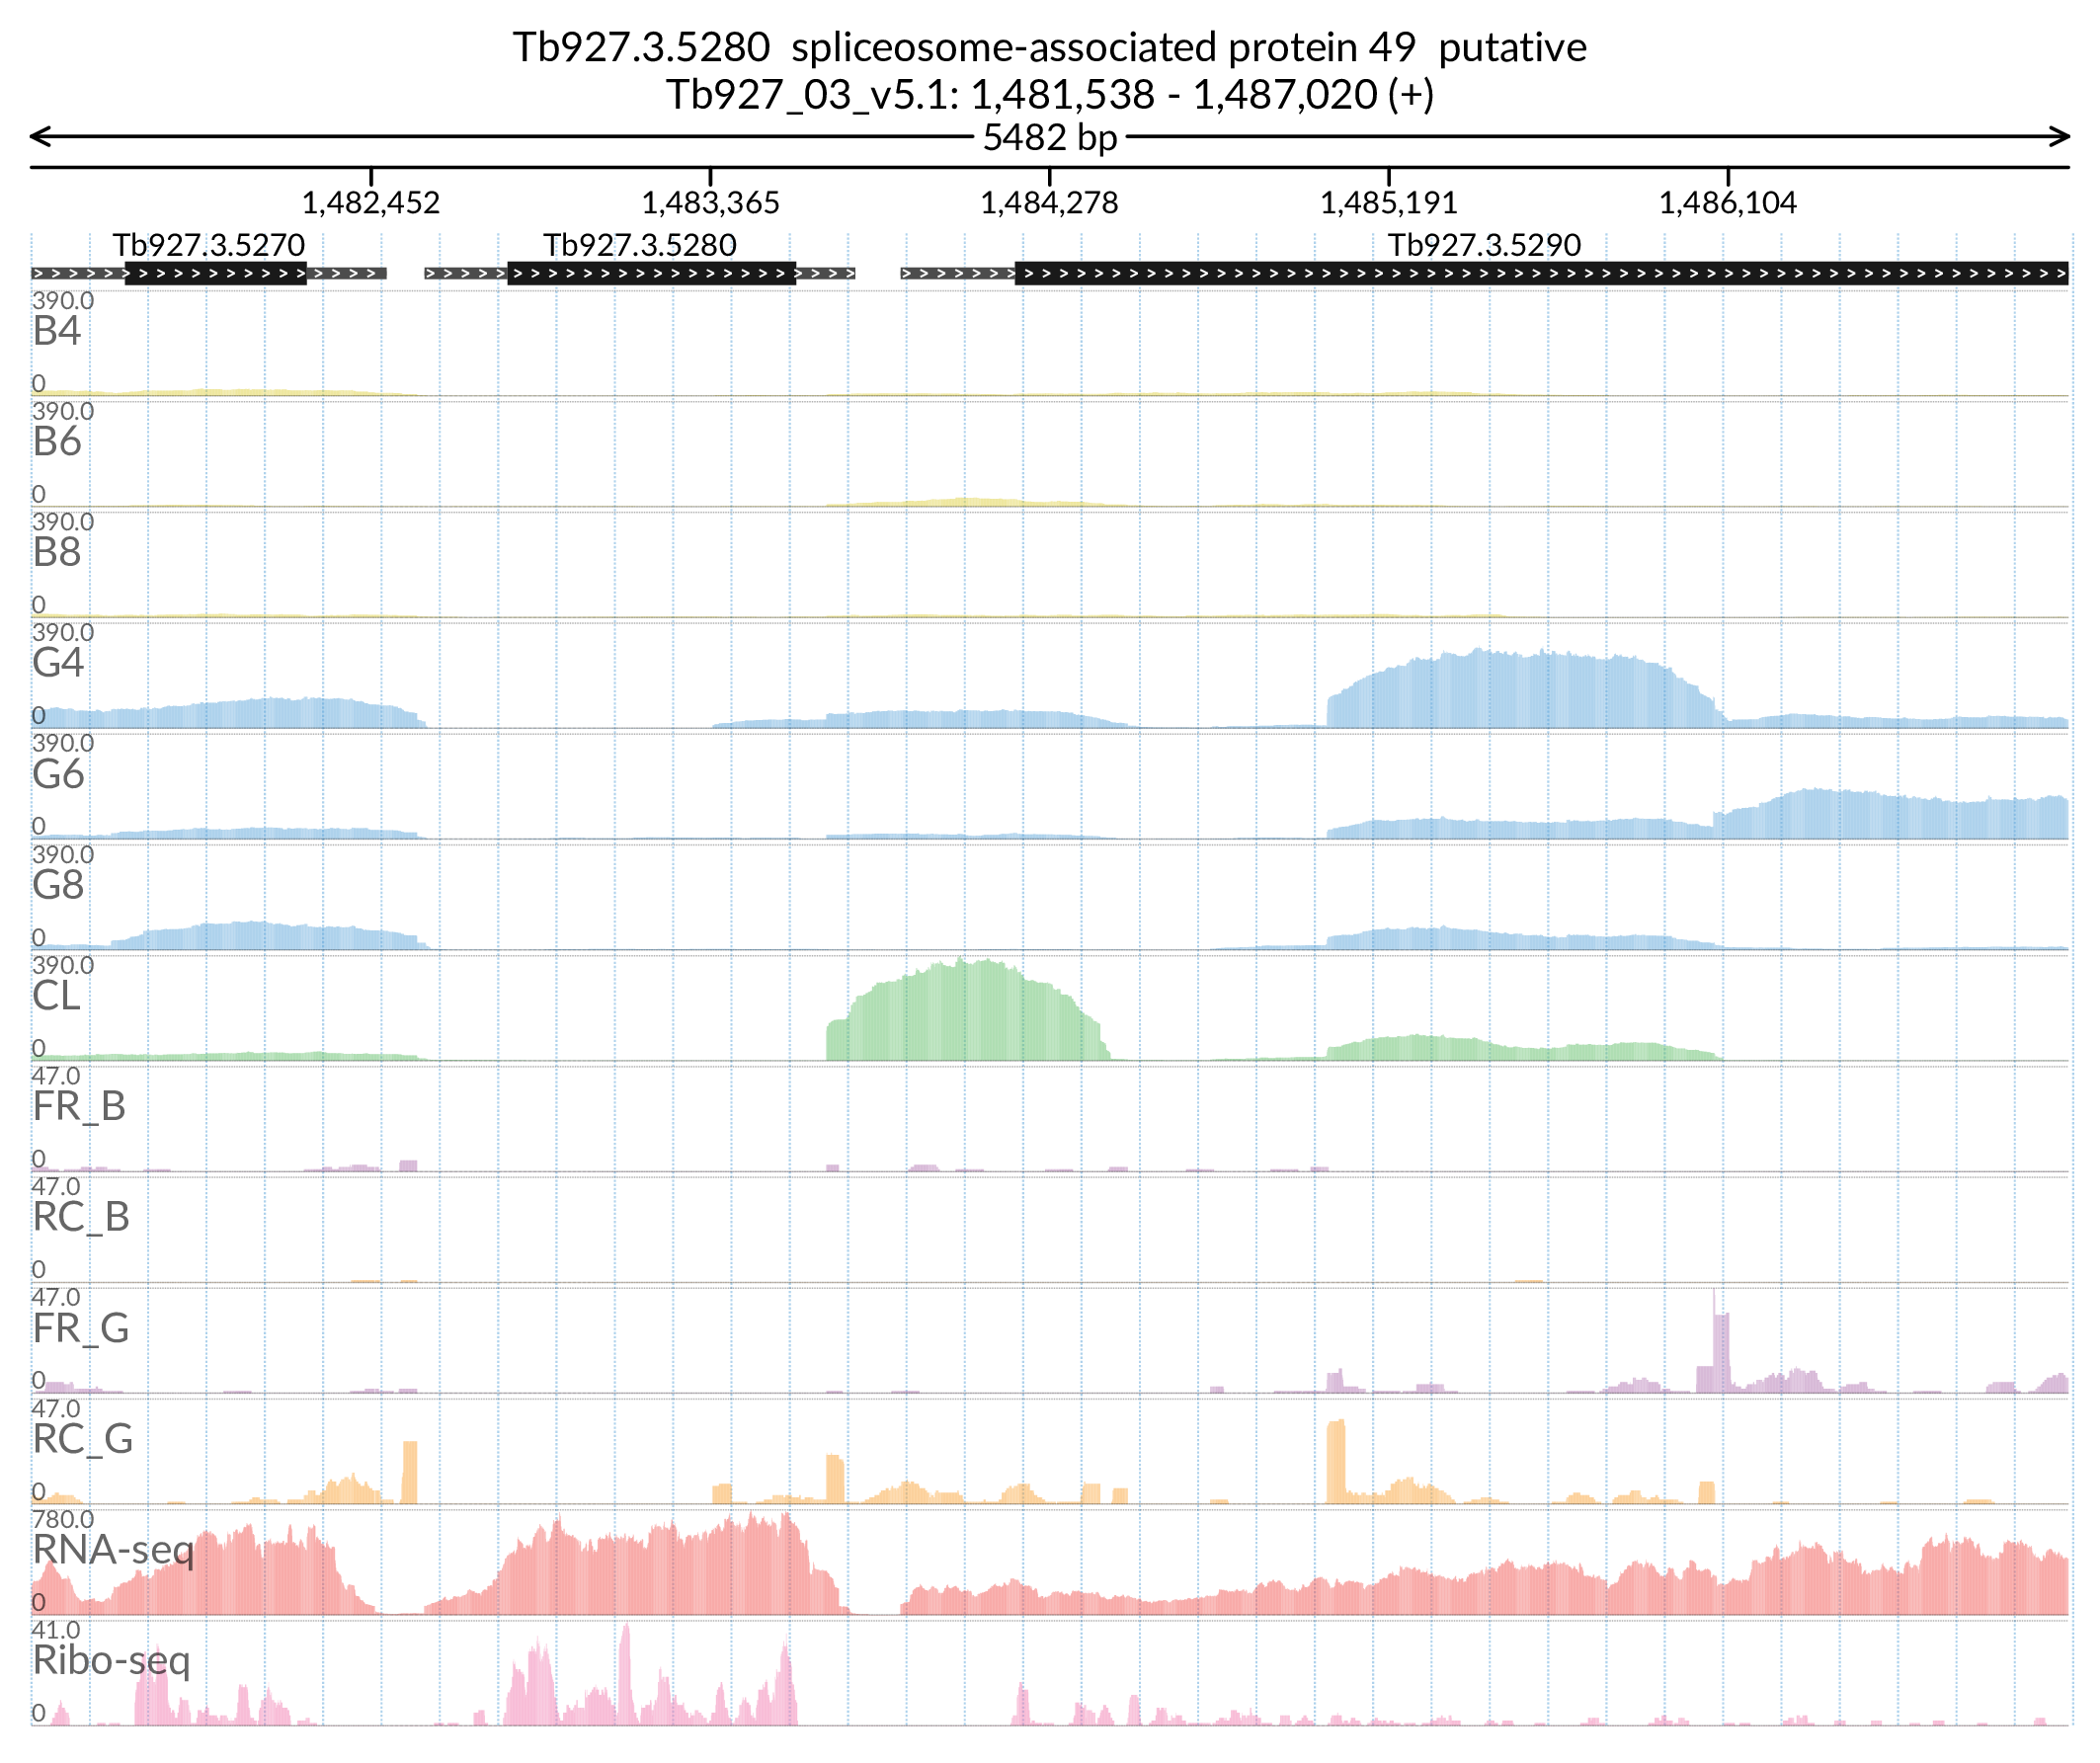 Tb927.3.5280 spliceosome-associated protein 49 putative
Tb927_03_v5.1: 1,481,538 - 1,487,020 (+)
5482 bp
1,482,452 1,483,365 1,484,278 1,485,191 1,486,104
Tb927.3.5270 Tb927.3.5280 Tb927.3.5290
390.0
B4
0
390.0
B6
0
390.0
B8
0
390.0
G4
0
390.0
G6
0
390.0
G8
0
390.0
CL
0
47.0
FR_B
0
47.0
RC_B
0
47.0
FR_G
0
47.0
RC_G
0
780.0
RNA-seq
0
41.0
Ribo-seq
0